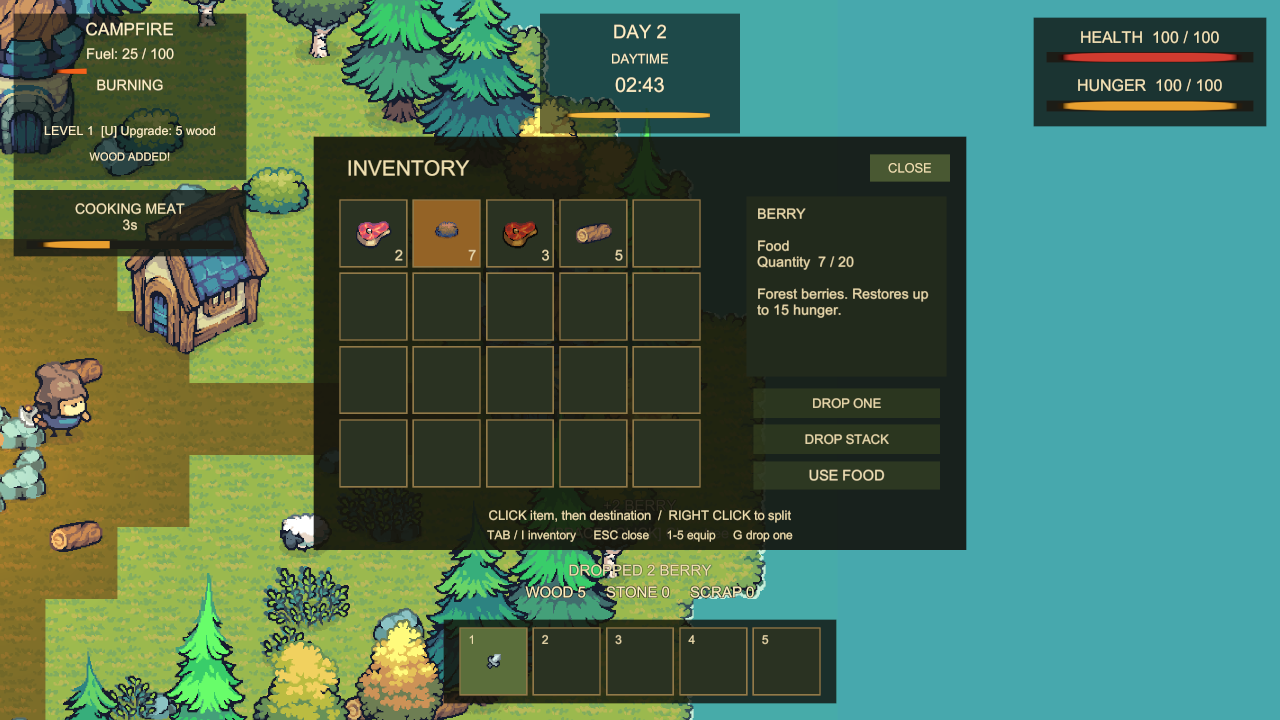 CAMPFIRE
Fuel: 25 / 100
BURNING
LEVEL 1 [U] Upgrade: 5 wood
WOOD ADDED!
COOKING MEAT
3s
DAY 2
DAYTIME
02:43
HEALTH 100 / 100
HUNGER 100 / 100
INVENTORY
CLOSE
2
7
3
5
BERRY
Food
Quantity 7 / 20
Forest berries. Restores up
to 15 hunger.
DROP ONE
DROP STACK
USE FOOD
CLICK item, then destination / RIGHT CLICK to split
TAB / I inventory ESC close 1-5 equip G drop one
DROPPED 2 BERRY
WOOD 5 STONE 0 SCRAP 0
1
2
3
4
5